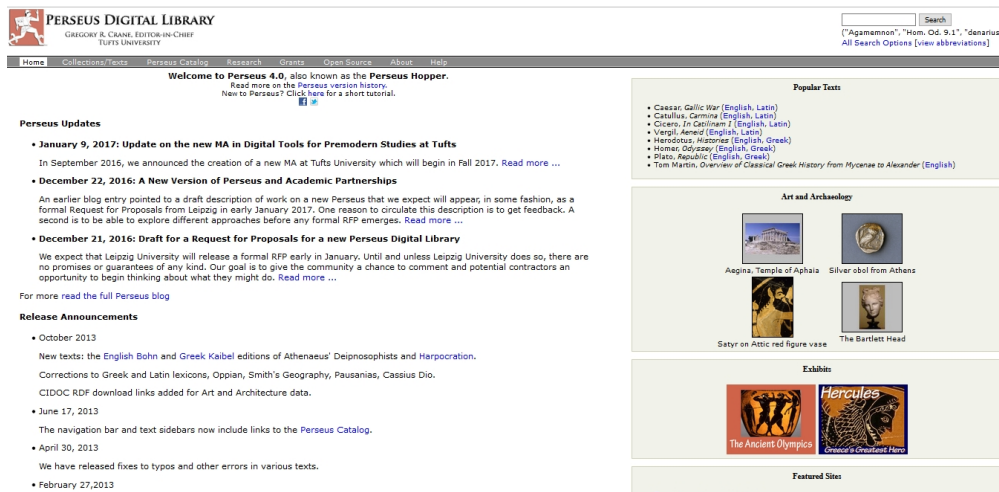 PERSEUS DIGITAL LIBRARY
GREGORY R. CRANE, EDITOR-IN-CHIEF
TUFTS UNIVERSITY
Search
("Agamemnon", "Hom. Od. 9.1", "denarius
All Search Options [view abbreviations]
Home Collections/Texts Perseus Catalog Research Grants Open Source About Help
Welcome to Perseus 4.0, also known as the Perseus Hopper.
Read more on the Perseus version history.
New to Perseus? Click here for a short tutorial.
Perseus Updates
• January 9, 2017: Update on the new MA in Digital Tools for Premodern Studies at Tufts
In September 2016, we announced the creation of a new MA at Tufts University which will begin in Fall 2017. Read more ...
• December 22, 2016: A New Version of Perseus and Academic Partnerships
An earlier blog entry pointed to a draft description of work on a new Perseus that we expect will appear, in some fashion, as a
formal Request for Proposals from Leipzig in early January 2017. One reason to circulate this description is to get feedback. A
second is to be able to explore different approaches before any formal RFP emerges. Read more ...
• December 21, 2016: Draft for a Request for Proposals for a new Perseus Digital Library
We expect that Leipzig University will release a formal RFP early in January. Until and unless Leipzig University does so, there are
no promises or guarantees of any kind. Our goal is to give the community a chance to comment and potential contractors an
opportunity to begin thinking about what they might do. Read more ...
For more read the full Perseus blog
Release Announcements
• October 2013
New texts: the English Bohn and Greek Kaibel editions of Athenaeus' Deipnosophists and Harpocration.
Corrections to Greek and Latin lexicons, Oppian, Smith's Geography, Pausanias, Cassius Dio.
CIDOC RDF download links added for Art and Architecture data.
• June 17, 2013
The navigation bar and text sidebars now include links to the Perseus Catalog.
• April 30, 2013
We have released fixes to typos and other errors in various texts.
• February 27,2013
Popular Texts
• Caesar, Gallic War (English, Latin)
• Catullus, Carmina (English, Latin)
• Cicero, In Catilinam I (English, Latin)
• Vergil, Aeneid (English, Latin)
• Herodotus, Histories (English, Greek)
• Homer, Odyssey (English, Greek)
• Plato, Republic (English, Greek)
• Tom Martin, Overview of Classical Greek History from Mycenae to Alexander (English)
Art and Archaeology
Aegina, Temple of Aphaia
Silver obol from Athens
Satyr on Attic red figure vase
The Bartlett Head
Exhibits
The Ancient Olympics
Hercules
Greece's Greatest Hero
Featured Sites